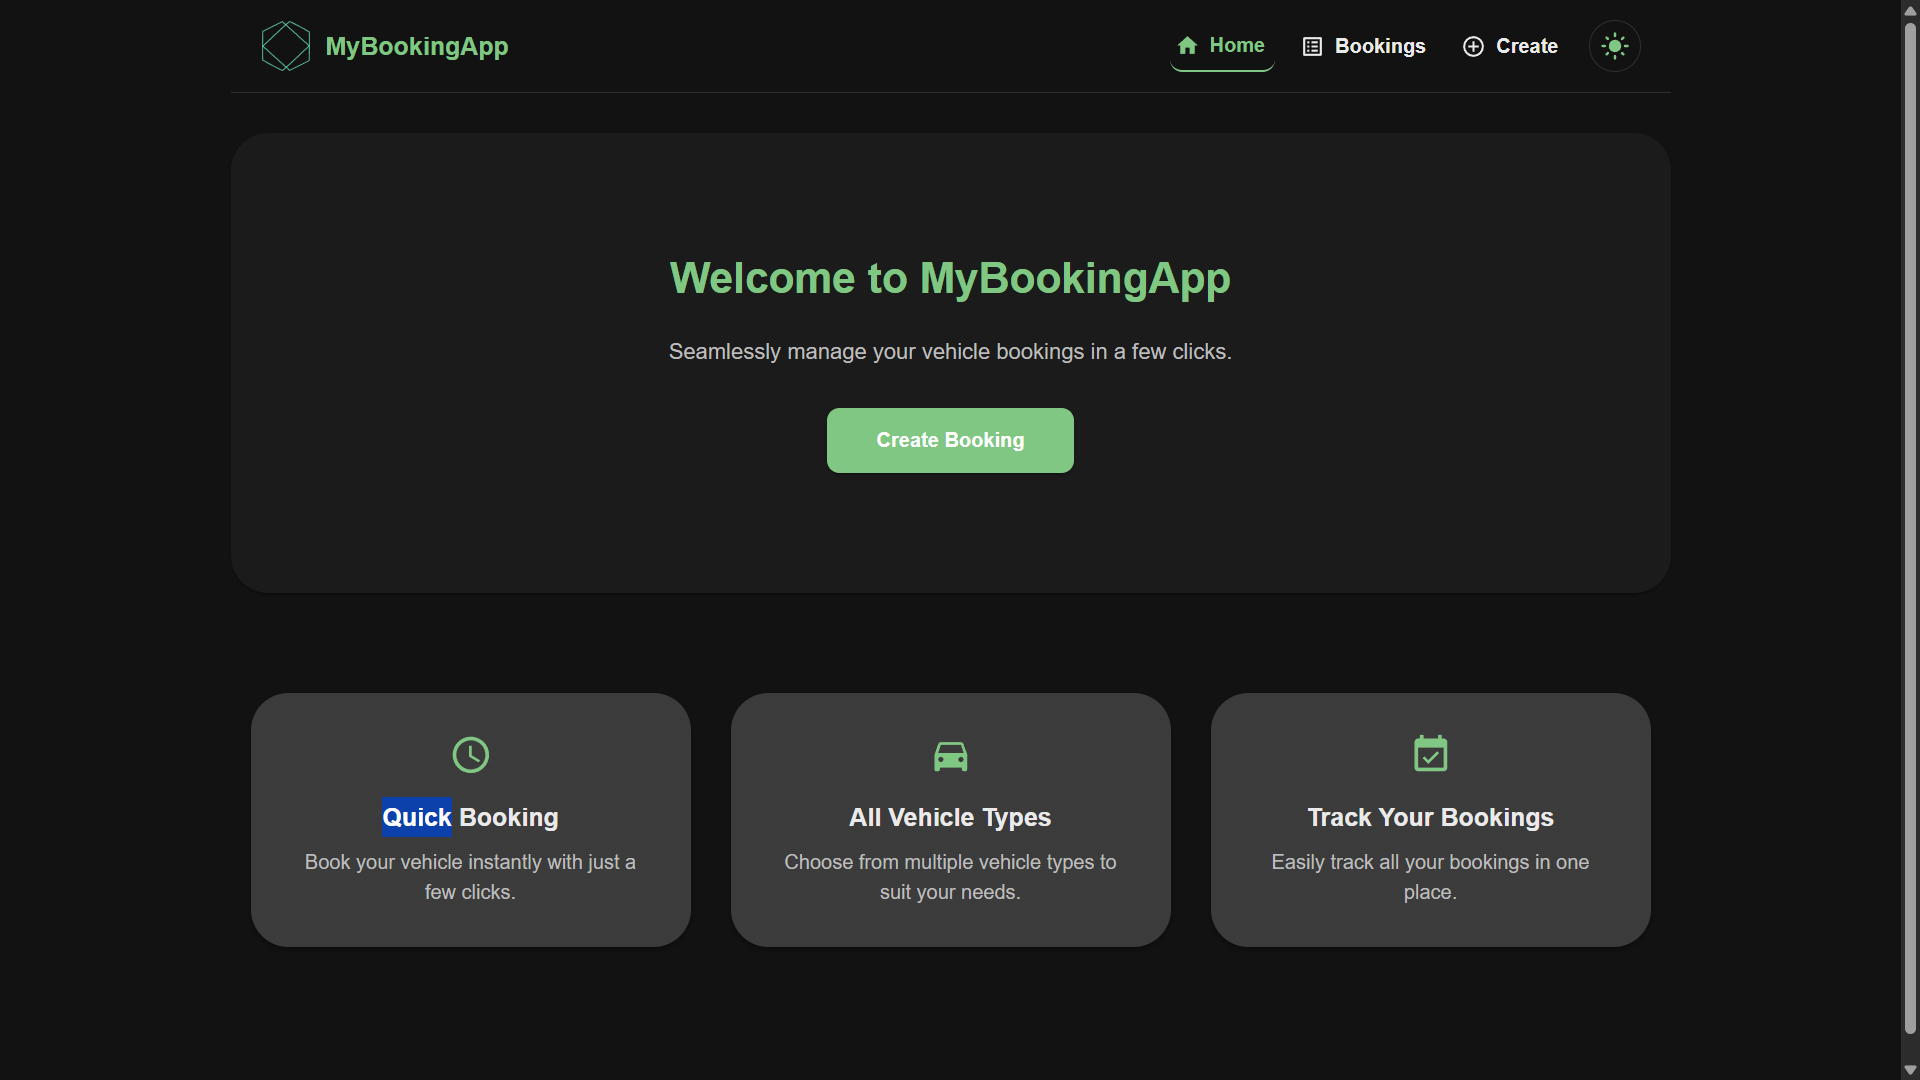 MyBookingApp
Home
Bookings
Create
Welcome to MyBookingApp
Seamlessly manage your vehicle bookings in a few clicks.
Create Booking
Quick Booking
Book your vehicle instantly with just a
few clicks.
All Vehicle Types
Choose from multiple vehicle types to
suit your needs.
Track Your Bookings
Easily track all your bookings in one
place.